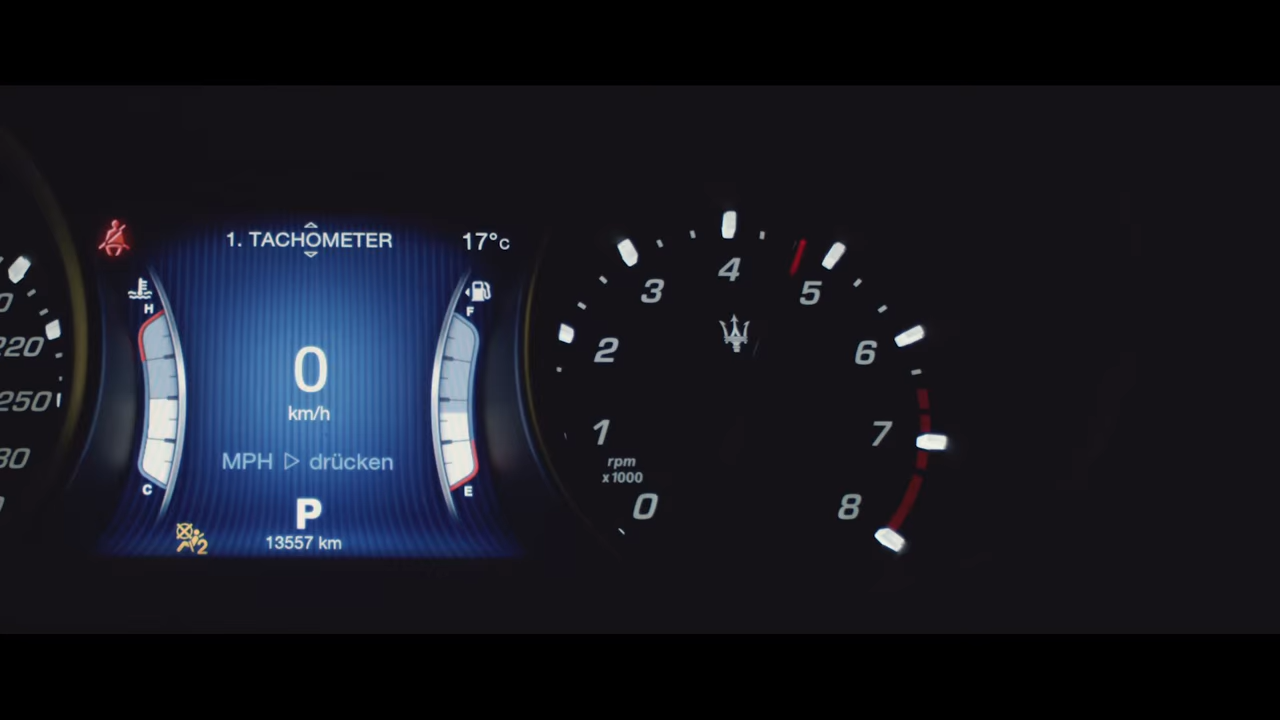 1. TACHOMETER
17°C
H
F
0
km/h
MPH ▷ drücken
C
E
P
2
13557 km
220
250
0
1
2
3
4
5
6
7
8
rpm
x1000